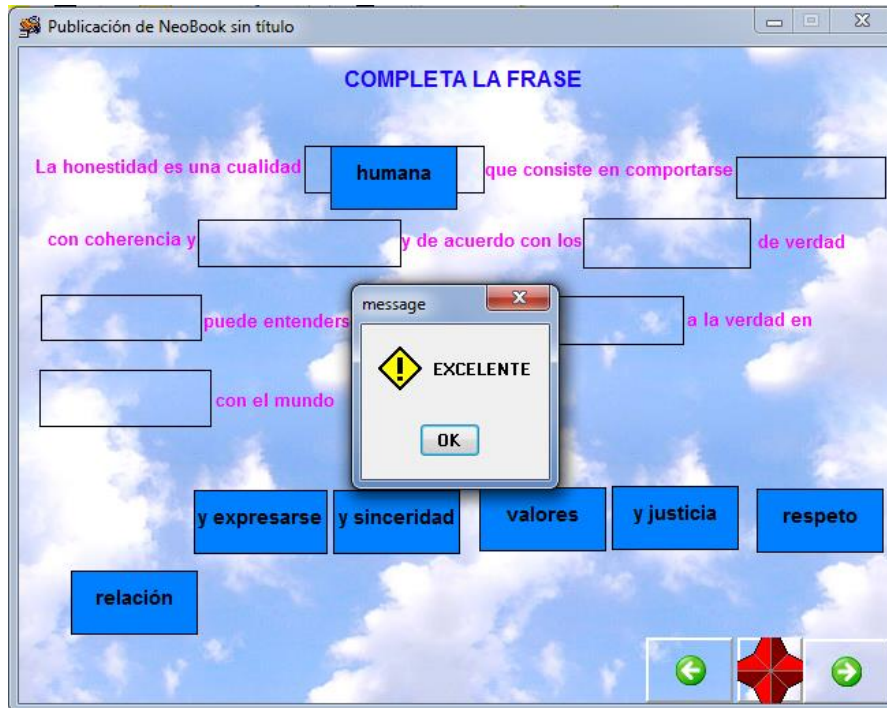 Publicación de NeoBook sin título
COMPLETA LA FRASE
La honestidad es una cualidad humana que consiste en comportarse
con coherencia y y de acuerdo con los de verdad
puede entenders a la verdad en
con el mundo
message
EXCELENTE
OK
y expresarse y sinceridad valores y justicia respeto
relación